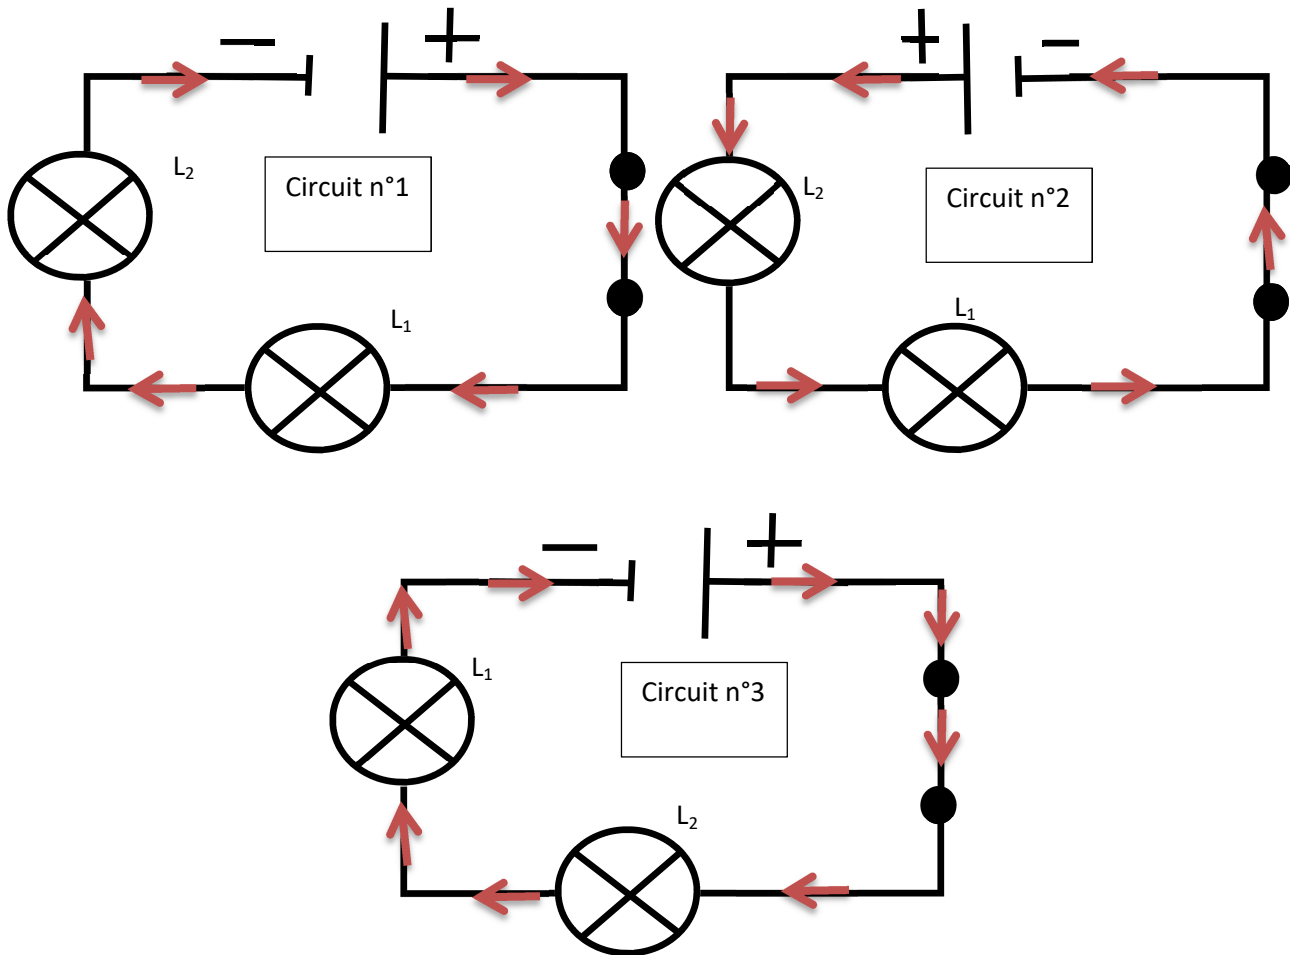 − +
+ −
L₂
Circuit n°1
L₂
Circuit n°2
L₁
L₁
− +
L₁
Circuit n°3
L₂